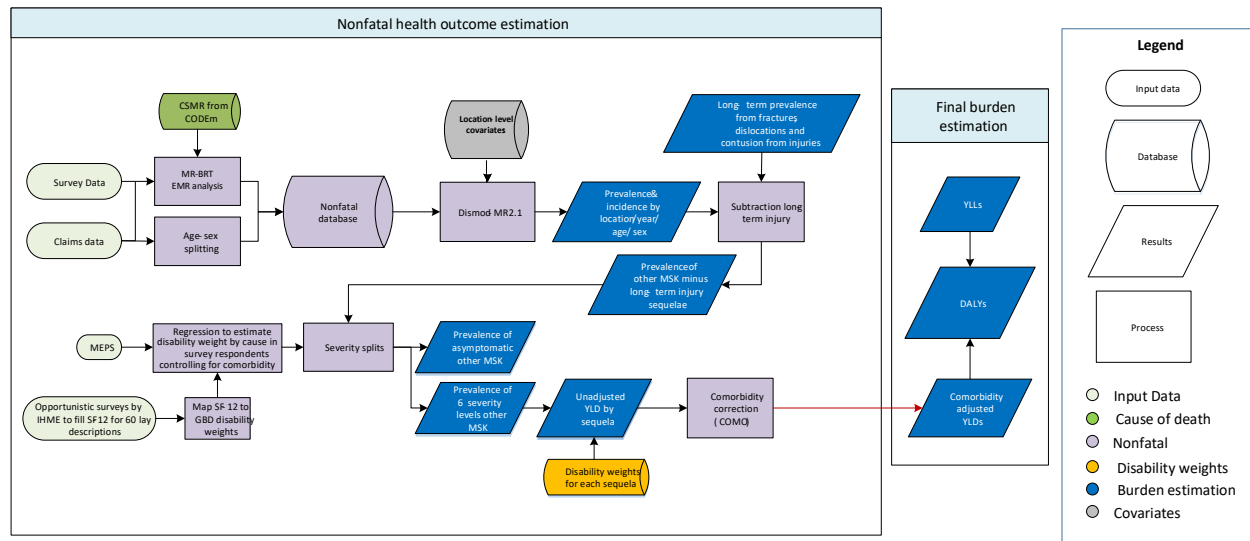 Nonfatal health outcome estimation
CSMR from
CODEm
Survey Data
Claims data
MR-BRT
EMR analysis
Age- sex
splitting
Nonfatal
database
Location level
covariates
Dismod-MR2.1
Prevalence&
incidence by
location/year/
age/ sex
Long- term prevalence
from fractures,
dislocations and
contusion from injuries
Subtraction long
term injury
Prevalenceof
other MSK minus
long- term injury
sequelae
MEPS
Regression to estimate
disability weight by cause in
survey respondents
controlling for comorbidity
Severity splits
Prevalence of
asymptomatic
other MSK
Opportunistic surveys by
IHME to fill SF12 for 60 lay
descriptions
Map SF 12 to
GBD disability
weights
Prevalence of
6 severity
levels other
MSK
Unadjusted
YLD by
sequela
Comorbidity
correction
( COMO)
Disability weights
for each sequela
Final burden
estimation
YLLs
DALYs
Comorbidity
adjusted
YLDs
Legend
Input data
Database
Results
Process
Input Data
Cause of death
Nonfatal
Disability weights
Burden estimation
Covariates